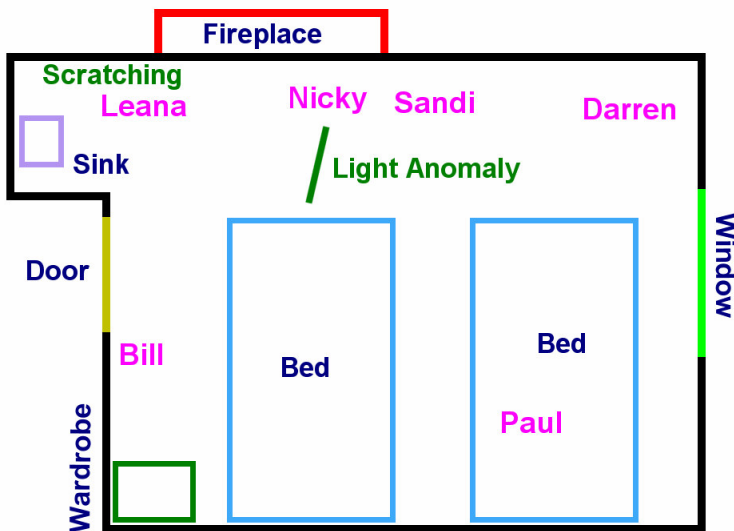 Fireplace
Scratching
Leana
Nicky
Sandi
Darren
Sink
Light Anomaly
Door
Window
Bill
Bed
Bed
Paul
Wardrobe